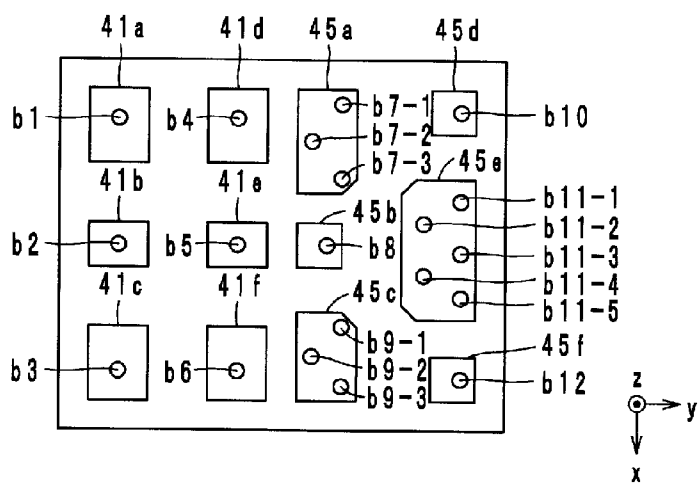 41a 41d 45a 45d
b1 b4 b7-1 b10
b7-2
b7-3 45e
41b 41e 45b b11-1
b11-2
b2 b5 b8 b11-3
41c 41f 45c b11-4
b11-5
b9-1 45f
b3 b6 b9-2 b12
b9-3
z
y
x